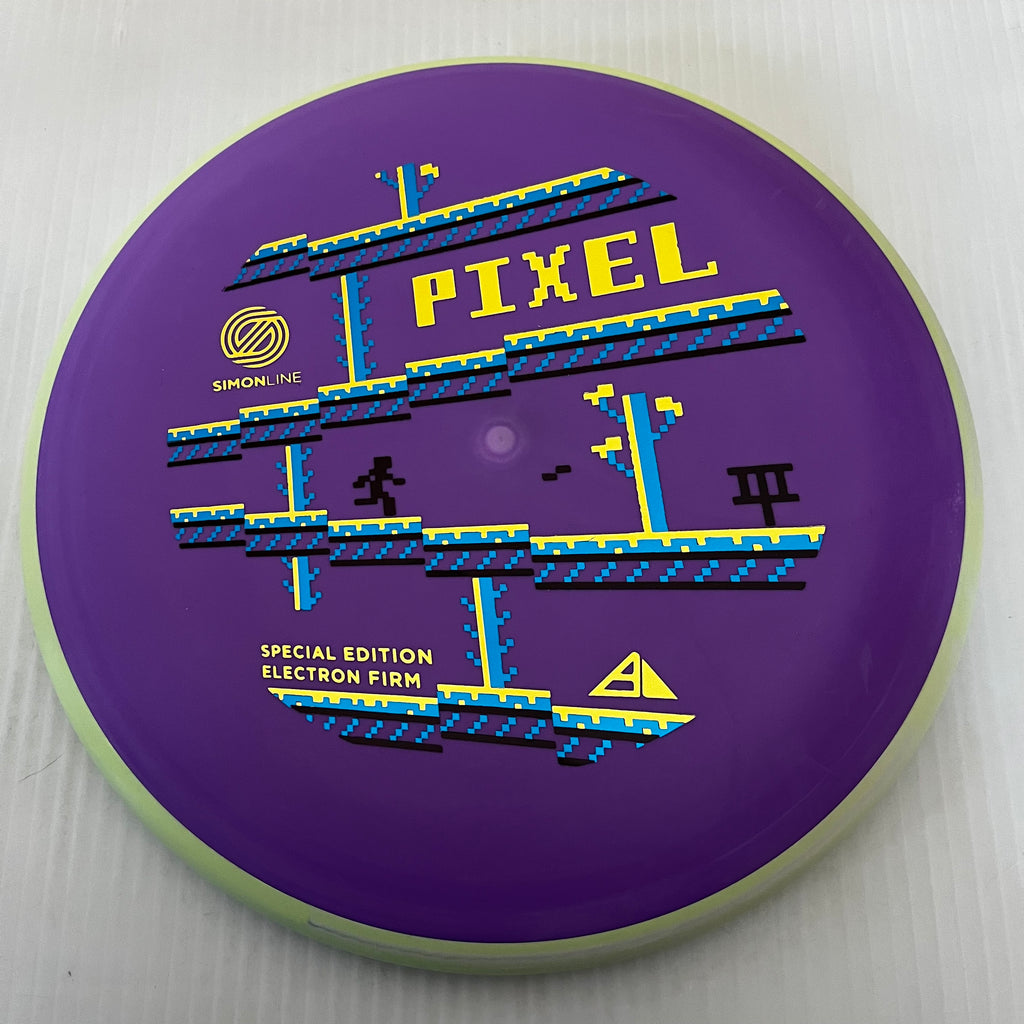 PIXEL
SIMONLINE
SPECIAL EDITION
ELECTRON FIRM